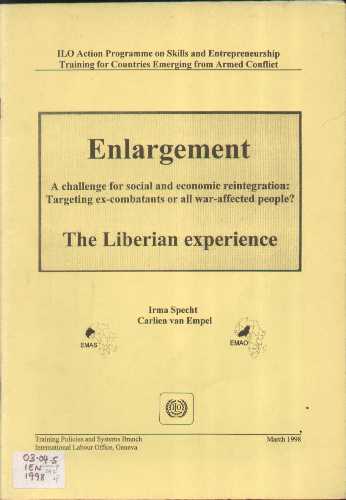 ILO Action Programme on Skills and Entrepreneurship
Training for Countries Emerging from Armed Conflict
Enlargement
A challenge for social and economic reintegration:
Targeting ex-combatants or all war-affected people?
The Liberian experience
Irma Specht
Carlien van Empel
EMAS
EMAO
ILO
Training Policies and Systems Branch
International Labour Office, Geneva
March 1998
03.04-5
IEN
1998